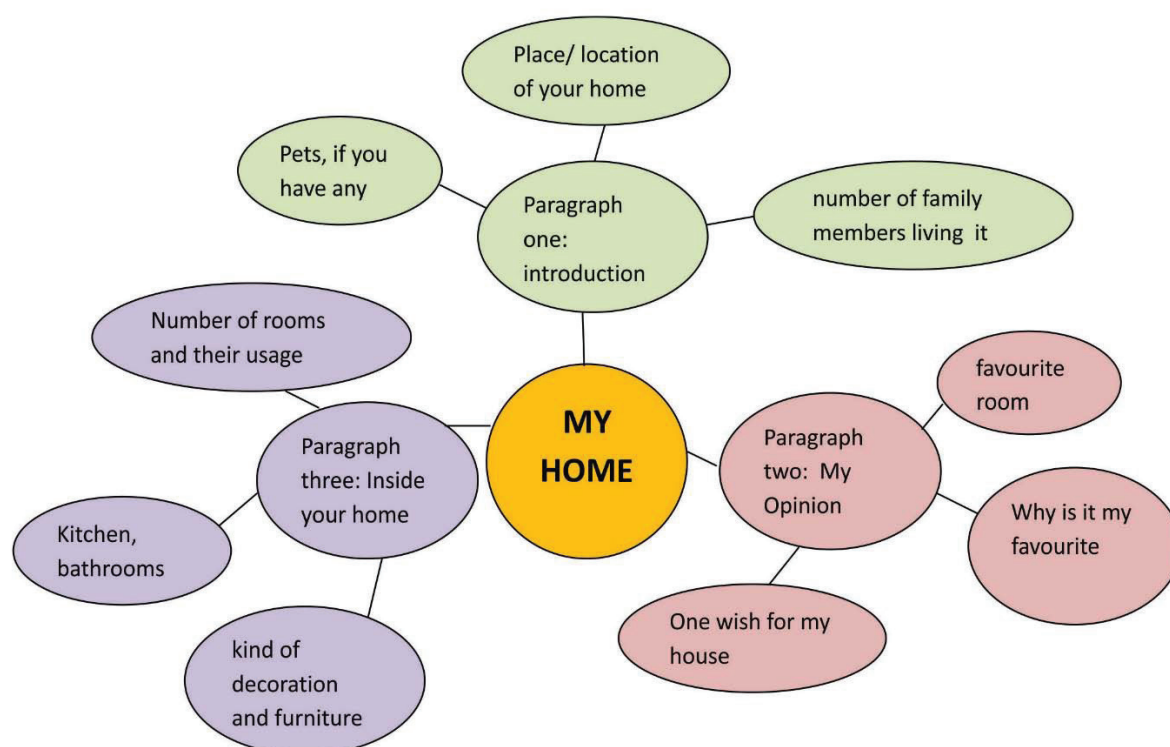 Place/ location
of your home
Pets, if you
have any
Paragraph
one:
introduction
number of family
members living  it
Number of rooms
and their usage
Paragraph
three: Inside
your home
Kitchen,
bathrooms
kind of
decoration
and furniture
MY
HOME
Paragraph
two:  My
Opinion
favourite
room
Why is it my
favourite
One wish for my
house